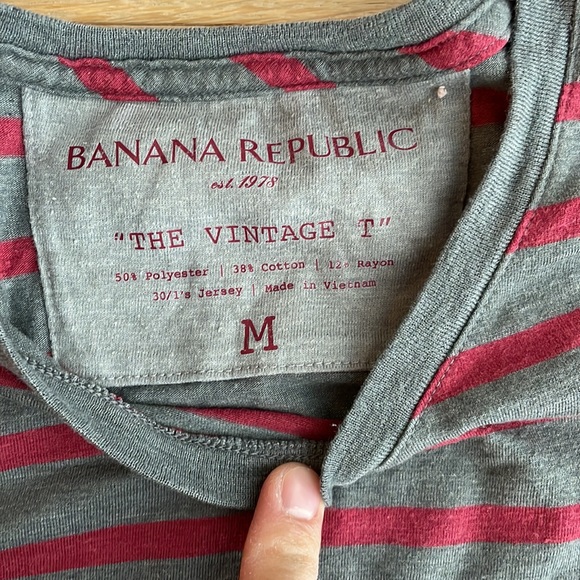 BANANA REPUBLIC
est. 1978
"THE VINTAGE T"
50% Polyester | 38% Cotton | 12% Rayon
30/1's Jersey | Made in Vietnam
M